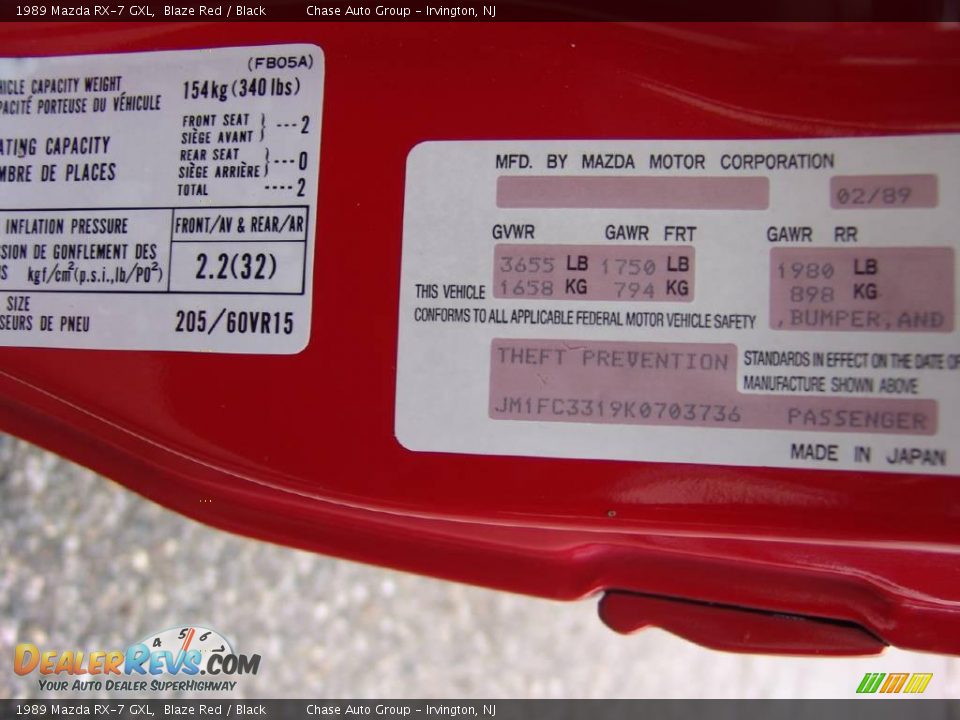 1989 Mazda RX-7 GXL, Blaze Red / Black Chase Auto Group - Irvington, NJ
(FB05A)
CAPACITY WEIGHT 154kg (340 lbs)
PORTEUSE DU VÉHICULE
FRONT SEAT
SIÈGE AVANT } ---2
CAPACITY
REAR SEAT
SIÈGE ARRIÈRE } ---0
DE PLACES
TOTAL ----2
INFLATION PRESSURE FRONT/AV & REAR/AR
DE GONFLEMENT DES
kgf/cm²(p.s.i.,lb/PO²) 2.2(32)
SIZE
DE PNEU 205/60VR15
MFD. BY MAZDA MOTOR CORPORATION
02/89
GVWR GAWR FRT GAWR RR
3655 LB 1750 LB 1980 LB
THIS VEHICLE 1658 KG 794 KG 898 KG
CONFORMS TO ALL APPLICABLE FEDERAL MOTOR VEHICLE SAFETY ,BUMPER,AND
THEFT PREVENTION STANDARDS IN EFFECT ON THE DATE OF
MANUFACTURE SHOWN ABOVE
JM1FC3319K0703736 PASSENGER
MADE IN JAPAN
4 5 6
DealerRevs.com
Your Auto Dealer SuperHighway
1989 Mazda RX-7 GXL, Blaze Red / Black Chase Auto Group - Irvington, NJ